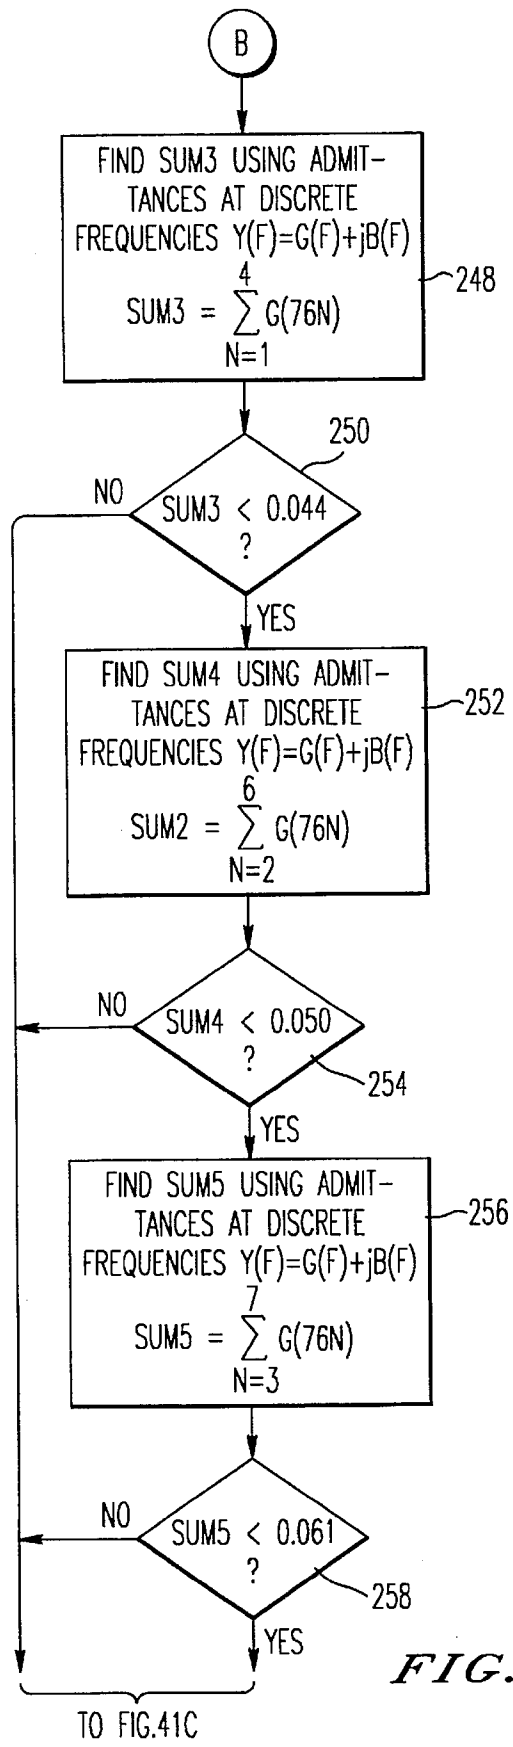 B
FIND SUM3 USING ADMIT-
TANCES AT DISCRETE
FREQUENCIES Y(F)=G(F)+jB(F)
4
SUM3 = ∑ G(76N)
N=1
248
250
NO
SUM3 < 0.044
?
YES
FIND SUM4 USING ADMIT-
TANCES AT DISCRETE
FREQUENCIES Y(F)=G(F)+jB(F)
6
SUM2 = ∑ G(76N)
N=2
252
NO
SUM4 < 0.050
?
254
YES
FIND SUM5 USING ADMIT-
TANCES AT DISCRETE
FREQUENCIES Y(F)=G(F)+jB(F)
7
SUM5 = ∑ G(76N)
N=3
256
NO
SUM5 < 0.061
?
258
YES
FIG.
TO FIG.41C